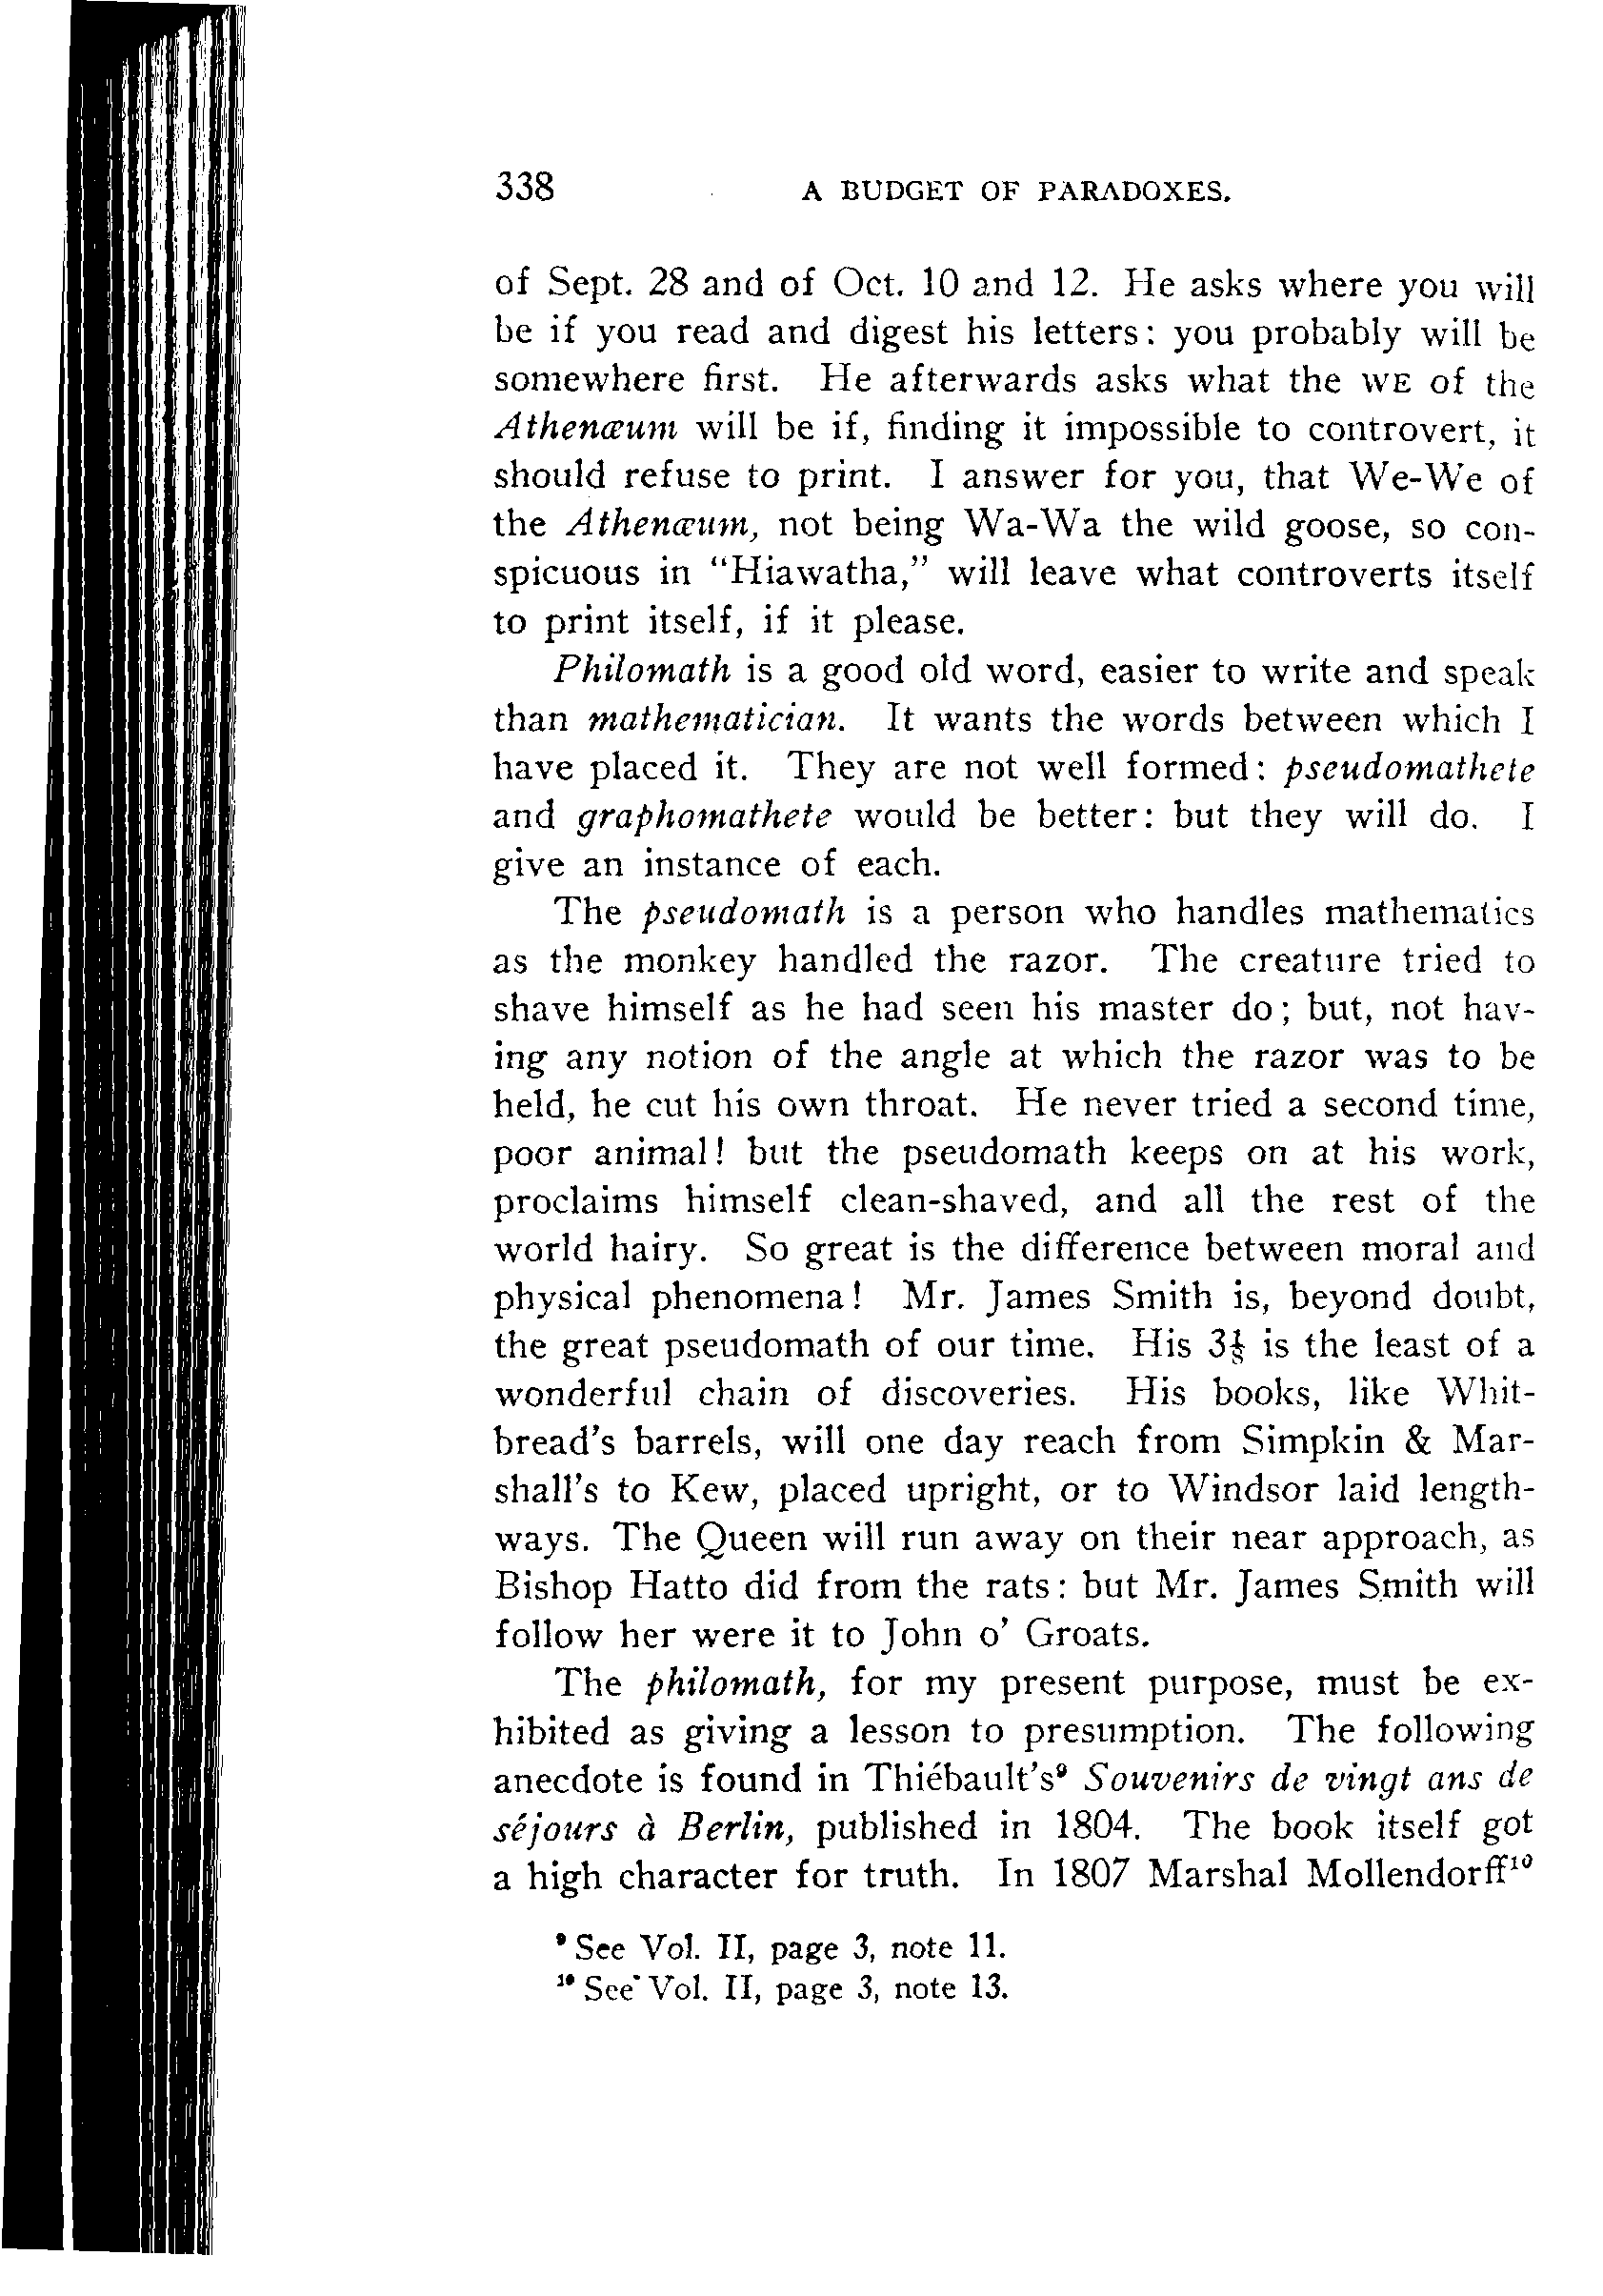 338 A BUDGET OF PARADOXES.
of Sept. 28 and of Oct. 10 and 12. He asks where you will
be if you read and digest his letters: you probably will be
somewhere first. He afterwards asks what the WE of the
Athenæum will be if, finding it impossible to controvert, it
should refuse to print. I answer for you, that We-We of
the Athenæum, not being Wa-Wa the wild goose, so con-
spicuous in "Hiawatha," will leave what controverts itself
to print itself, if it please.
Philomath is a good old word, easier to write and speak
than mathematician. It wants the words between which I
have placed it. They are not well formed: pseudomathete
and graphomathete would be better: but they will do. I
give an instance of each.
The pseudomath is a person who handles mathematics
as the monkey handled the razor. The creature tried to
shave himself as he had seen his master do; but, not hav-
ing any notion of the angle at which the razor was to be
held, he cut his own throat. He never tried a second time,
poor animal! but the pseudomath keeps on at his work,
proclaims himself clean-shaved, and all the rest of the
world hairy. So great is the difference between moral and
physical phenomena! Mr. James Smith is, beyond doubt,
the great pseudomath of our time. His 3⅛ is the least of a
wonderful chain of discoveries. His books, like Whit-
bread's barrels, will one day reach from Simpkin & Mar-
shall's to Kew, placed upright, or to Windsor laid length-
ways. The Queen will run away on their near approach, as
Bishop Hatto did from the rats: but Mr. James Smith will
follow her were it to John o' Groats.
The philomath, for my present purpose, must be ex-
hibited as giving a lesson to presumption. The following
anecdote is found in Thiébault's⁹ Souvenirs de vingt ans de
séjours à Berlin, published in 1804. The book itself got
a high character for truth. In 1807 Marshal Mollendorff¹⁰
⁹ See Vol. II, page 3, note 11.
¹⁰ See Vol. II, page 3, note 13.